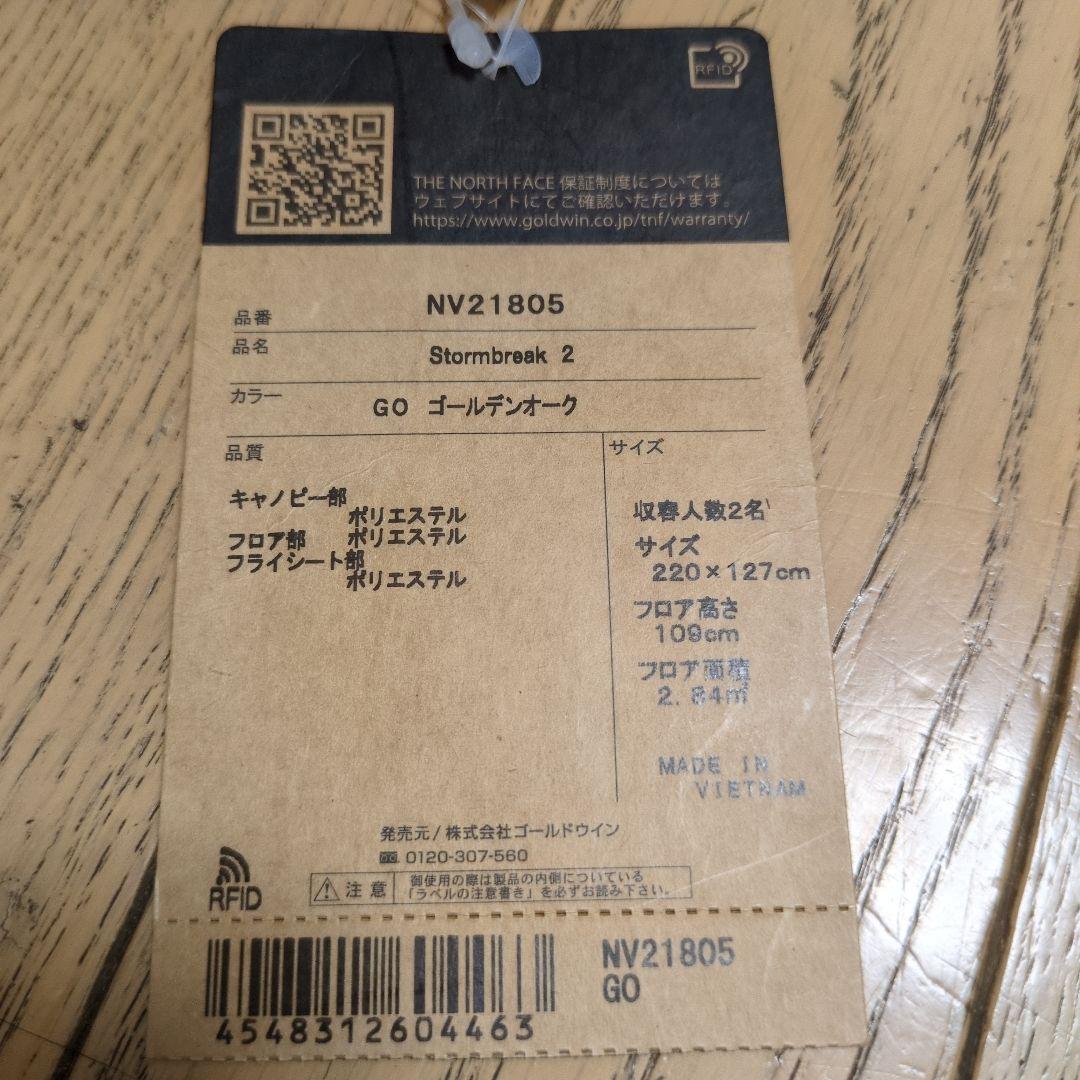 RFID
THE NORTH FACE 保証制度については
ウェブサイトにてご確認いただけます。
https://www.goldwin.co.jp/tnf/warranty/
品番 NV21805
品名 Stormbreak 2
カラー GO ゴールデンオーク
品質
キャノピー部
ポリエステル
フロア部 ポリエステル
フライシート部
ポリエステル
サイズ
収容人数2名
サイズ
220×127cm
フロア高さ
109cm
フロア面積
2.84㎡
MADE IN
VIETNAM
発売元/株式会社ゴールドウイン
0120-307-560
RFID
注意
御使用の際は製品の内側についている
「ラベルの注意書き」を必ずお読み下さい。
4548312604463
NV21805
GO